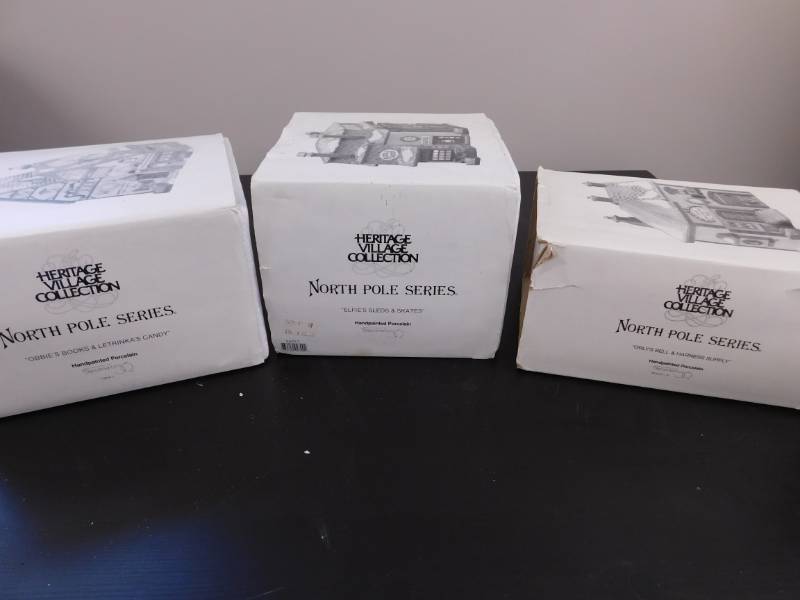 HERITAGE
VILLAGE
COLLECTION
NORTH POLE SERIES
"OBBIE'S BOOKS & LETRINKA'S CANDY"
Handpainted Porcelain
HERITAGE
VILLAGE
COLLECTION
NORTH POLE SERIES
"ELFIE'S SLEDS & SKATES"
Handpainted Porcelain
HERITAGE
VILLAGE
COLLECTION
NORTH POLE SERIES
"ORLY'S BELL & HARNESS SUPPLY"
Handpainted Porcelain